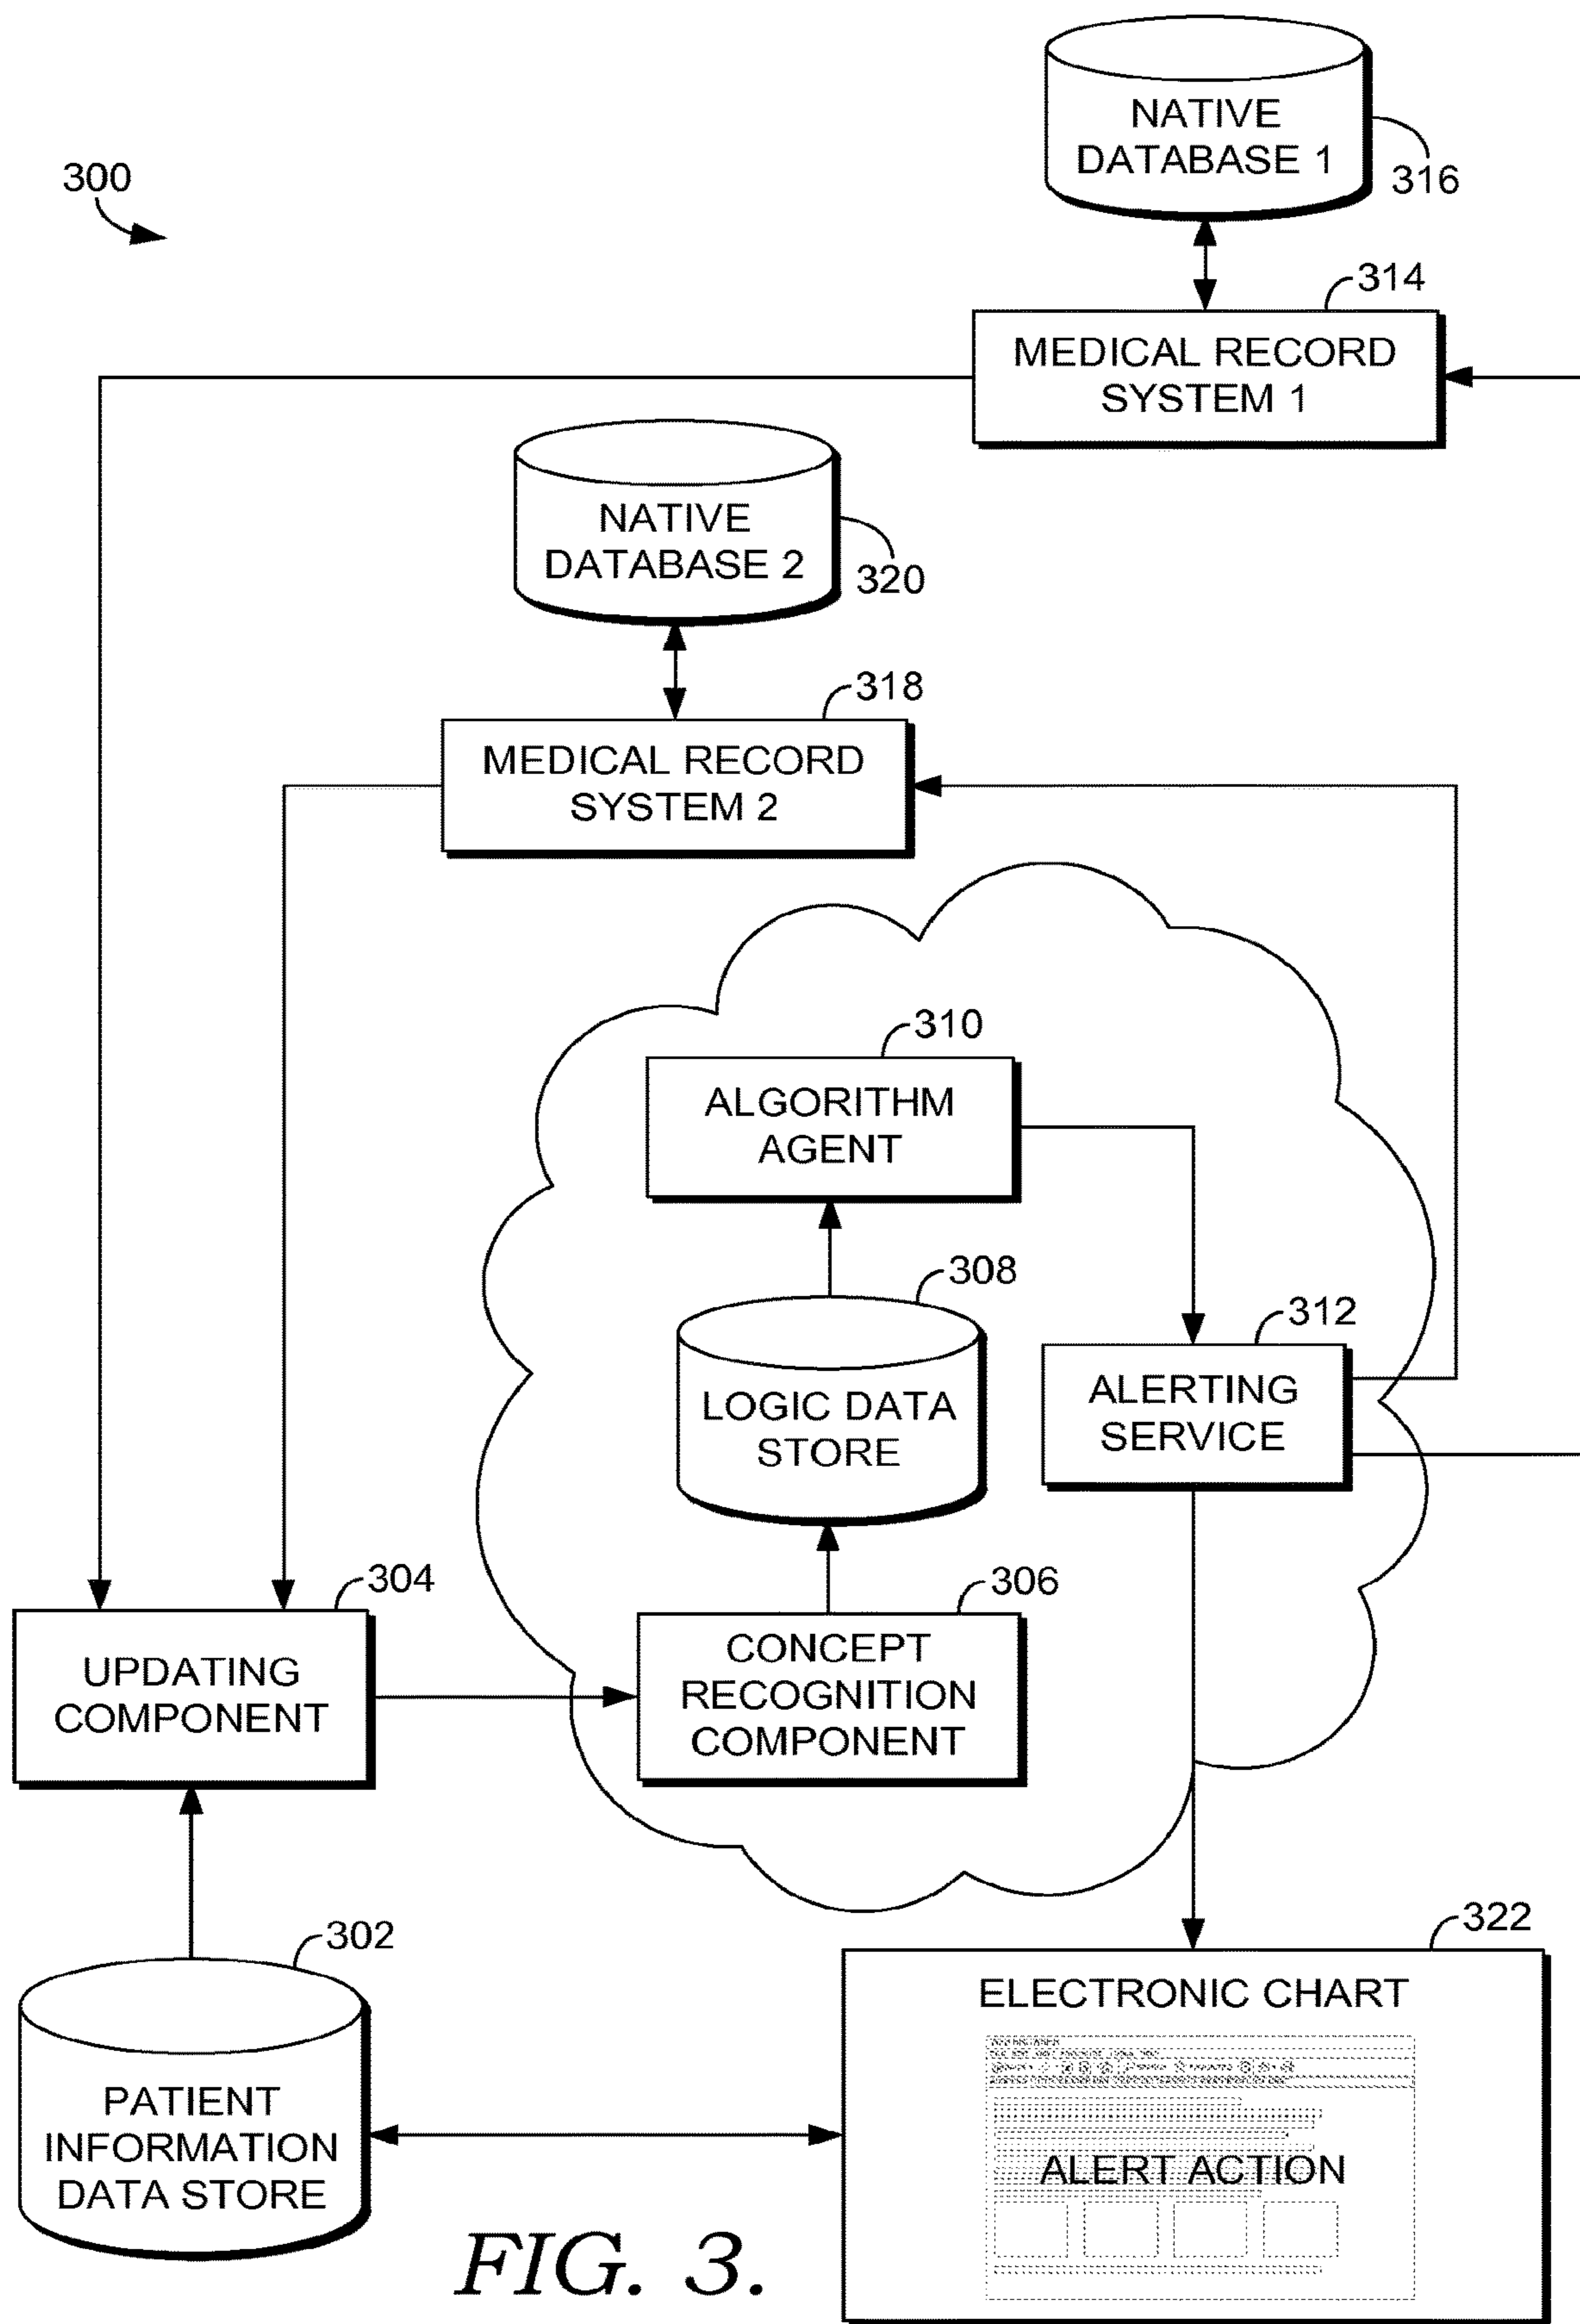 NATIVE
DATABASE 1
316
300
314
MEDICAL RECORD
SYSTEM 1
NATIVE
DATABASE 2
320
318
MEDICAL RECORD
SYSTEM 2
310
ALGORITHM
AGENT
308
LOGIC DATA
STORE
312
ALERTING
SERVICE
304
UPDATING
COMPONENT
306
CONCEPT
RECOGNITION
COMPONENT
302
PATIENT
INFORMATION
DATA STORE
322
ELECTRONIC CHART
ALERT ACTION
FIG. 3.